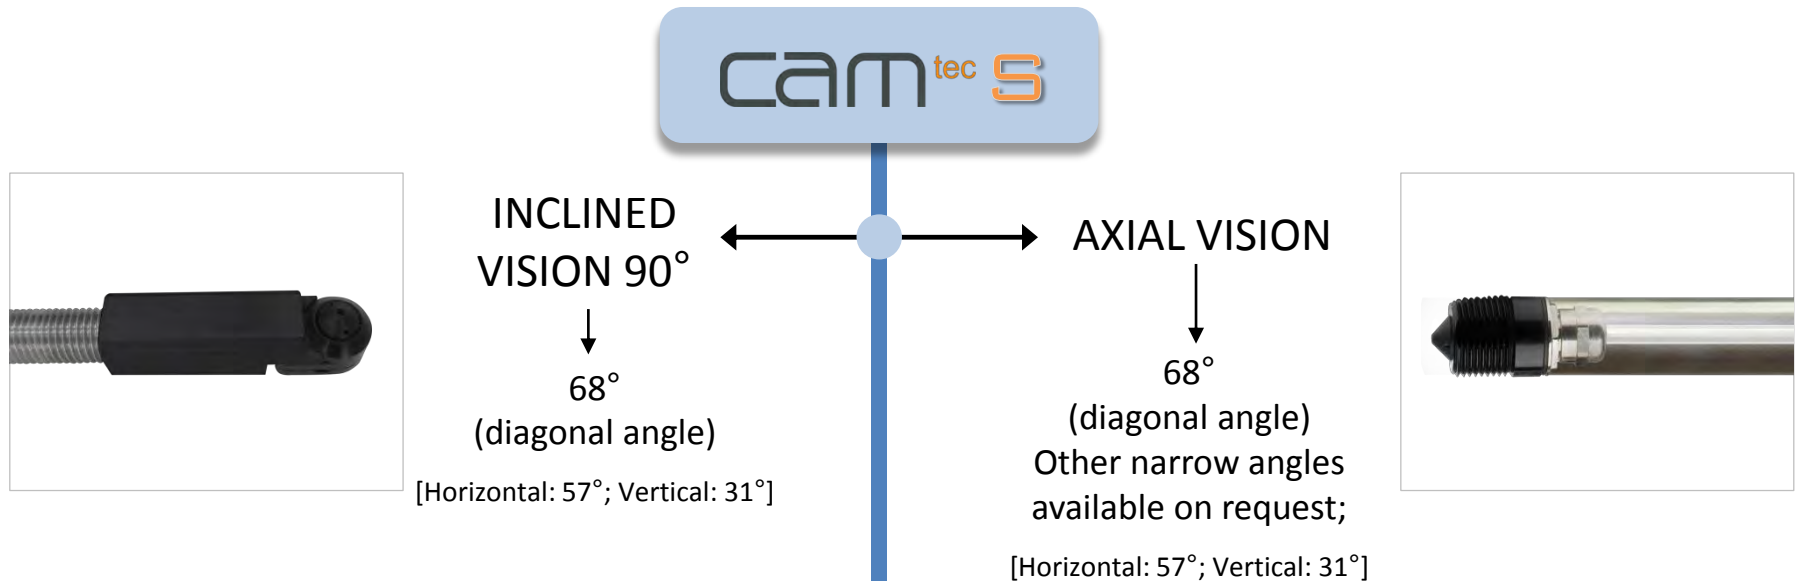 cam tec S
INCLINED
VISION 90°
68°
(diagonal angle)
[Horizontal: 57°; Vertical: 31°]
AXIAL VISION
68°
(diagonal angle)
Other narrow angles
available on request;
[Horizontal: 57°; Vertical: 31°]